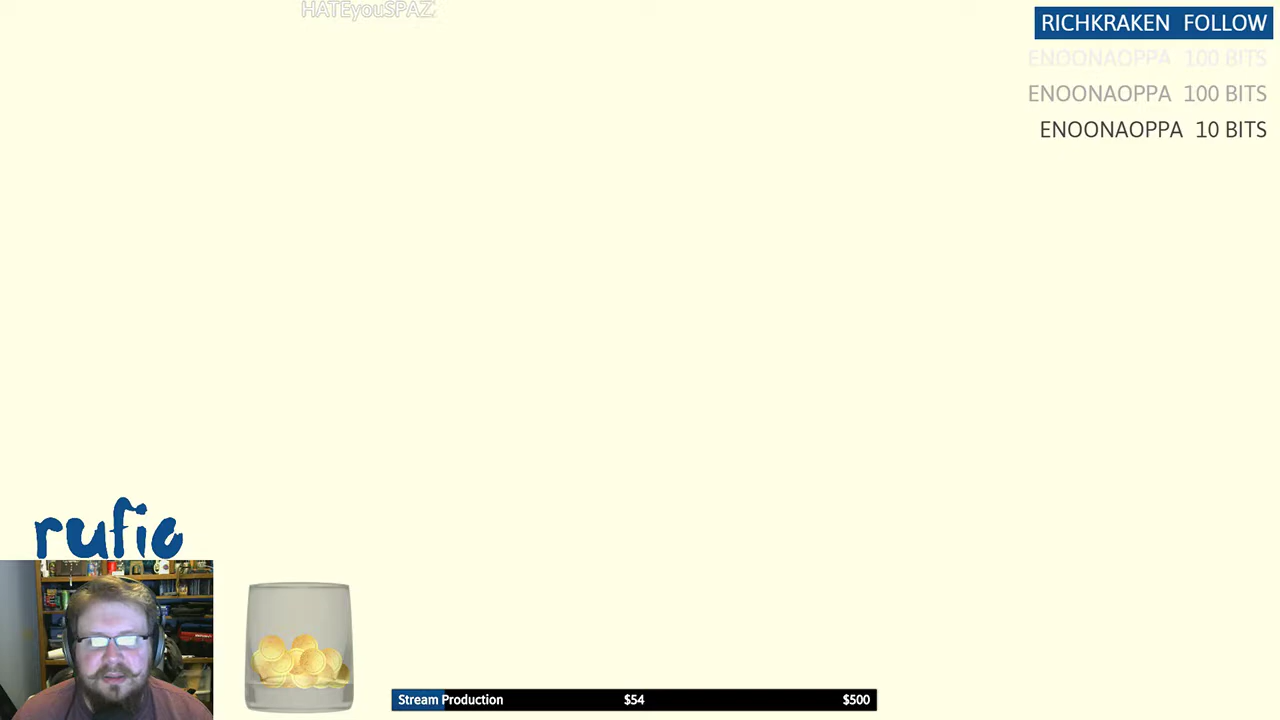 HATEyouSPAZ
RICHKRAKEN FOLLOW
ENOONAOPPA 100 BITS
ENOONAOPPA 100 BITS
ENOONAOPPA 10 BITS
rufio
Stream Production $54 $500